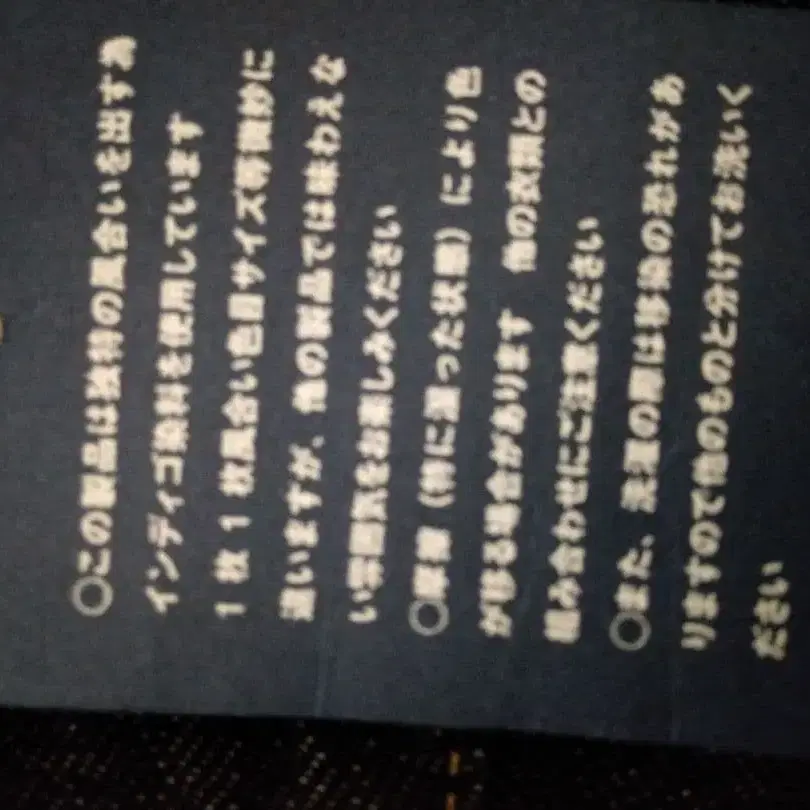 ○この製品は独特の風合いを出す為
インディゴ染料を使用しています
1 枚 1 枚風合い色目サイズ等微妙に
違いますが、他の製品では味わえな
い雰囲気をお楽しみください
○摩擦（特に湿った状態）により色
が移る場合があります 他の衣類との
組み合わせにご注意ください
○また、洗濯の際は移染の恐れがあ
りますので他のものと分けてお洗いく
ださい